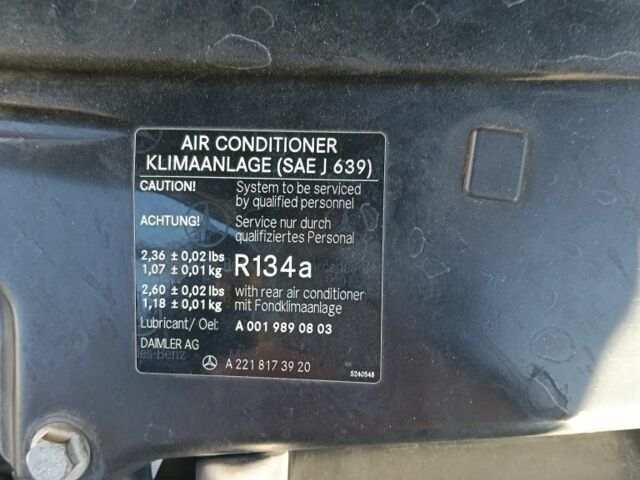 AIR CONDITIONER
KLIMAANLAGE (SAE J 639)
CAUTION! System to be serviced
by qualified personnel
ACHTUNG! Service nur durch
qualifiziertes Personal
2,36 ± 0,02 lbs
1,07 ± 0,01 kg R134a
2,60 ± 0,02 lbs with rear air conditioner
1,18 ± 0,01 kg mit Fondklimaanlage
Lubricant/ Oel: A 001 989 08 03
DAIMLER AG
A 221 817 39 20
5240548